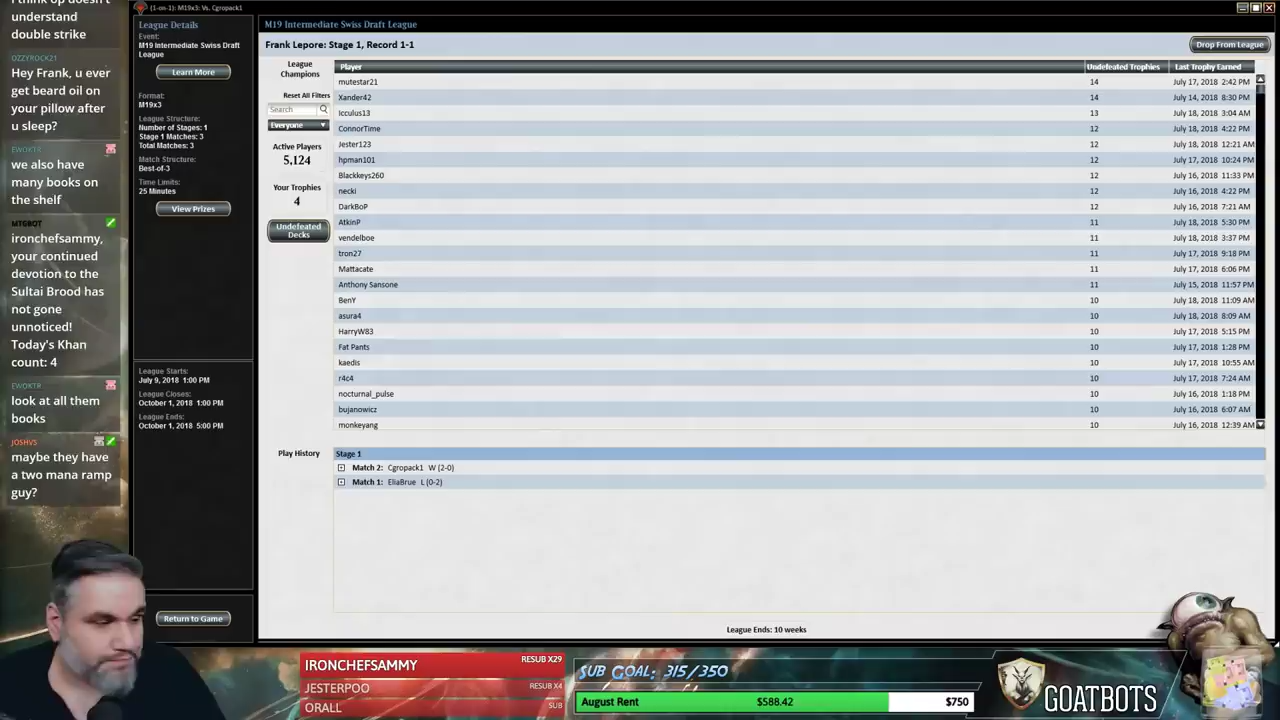 think op doesn't
understand
double strike
OZZYROCK21
Hey Frank, u ever
get beard oil on
your pillow after
u sleep?
EWOKTR
we also have
many books on
the shelf
MTGBOT
ironchefsammy,
your continued
devotion to the
Sultai Brood has
not gone
unnoticed!
Today's Khan
count: 4
EWOKTR
look at all them
books
JOSHVS
maybe they have
a two mana ramp
guy?
(1-on-1): M19x3: Vs. Cgropack1
League Details
Event:
M19 Intermediate Swiss Draft
League
Learn More
Format:
M19x3
League Structure:
Number of Stages: 1
Stage 1 Matches: 3
Total Matches: 3
Match Structure:
Best-of-3
Time Limits:
25 Minutes
View Prizes
League Starts:
July 9, 2018 1:00 PM
League Closes:
October 1, 2018 1:00 PM
League Ends:
October 1, 2018 5:00 PM
Return to Game
M19 Intermediate Swiss Draft League
Frank Lepore: Stage 1, Record 1-1
Drop From League
League
Champions
Reset All Filters
Search
Everyone
Active Players
5,124
Your Trophies
4
Undefeated
Decks
Player Undefeated Trophies Last Trophy Earned
mutestar21 14 July 17, 2018 2:42 PM
Xander42 14 July 14, 2018 8:30 PM
Icculus13 13 July 18, 2018 3:04 AM
ConnorTime 12 July 18, 2018 4:22 PM
Jester123 12 July 18, 2018 12:21 AM
hpman101 12 July 17, 2018 10:24 PM
Blackkeys260 12 July 16, 2018 11:33 PM
necki 12 July 16, 2018 4:22 PM
DarkBoP 12 July 16, 2018 7:21 AM
AtkinP 11 July 18, 2018 5:30 PM
vendelboe 11 July 18, 2018 3:37 PM
tron27 11 July 17, 2018 9:18 PM
Mattacate 11 July 17, 2018 6:06 PM
Anthony Sansone 11 July 15, 2018 11:57 PM
BenY 10 July 18, 2018 11:09 AM
asura4 10 July 18, 2018 8:09 AM
HarryW83 10 July 17, 2018 5:15 PM
Fat Pants 10 July 17, 2018 1:28 PM
kaedis 10 July 17, 2018 10:55 AM
r4c4 10 July 17, 2018 7:24 AM
nocturnal_pulse 10 July 16, 2018 1:18 PM
bujanowicz 10 July 16, 2018 6:07 AM
monkeyang 10 July 16, 2018 12:39 AM
Play History
Stage 1
Match 2: Cgropack1 W (2-0)
Match 1: EliaBrue L (0-2)
League Ends: 10 weeks
IRONCHEFSAMMY RESUB X29
JESTERPOO RESUB X4
ORALL SUB
SUB GOAL: 315/350
August Rent $588.42 $750
GOATBOTS